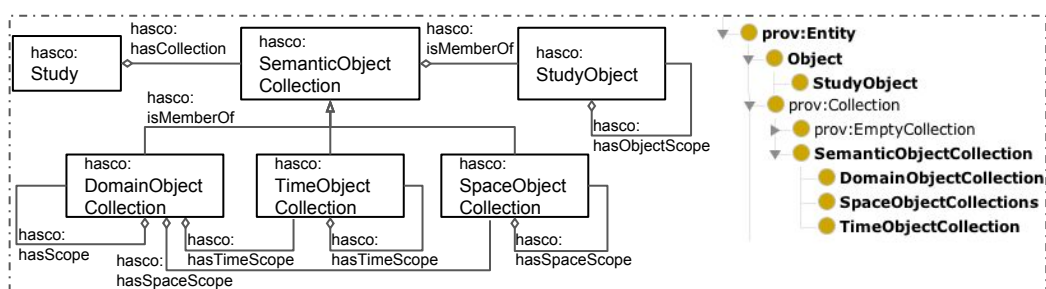 hasco:
Study
hasco:
hasCollection
hasco:
SemanticObject
Collection
hasco:
isMemberOf
hasco:
StudyObject
hasco:
hasObjectScope
hasco:
isMemberOf
hasco:
DomainObject
Collection
hasco:
TimeObject
Collection
hasco:
SpaceObject
Collection
hasco:
hasScope
hasco:
hasSpaceScope
hasco:
hasTimeScope
hasco:
hasTimeScope
hasco:
hasSpaceScope
prov:Entity
Object
StudyObject
prov:Collection
prov:EmptyCollection
SemanticObjectCollection
DomainObjectCollection
SpaceObjectCollections
TimeObjectCollection